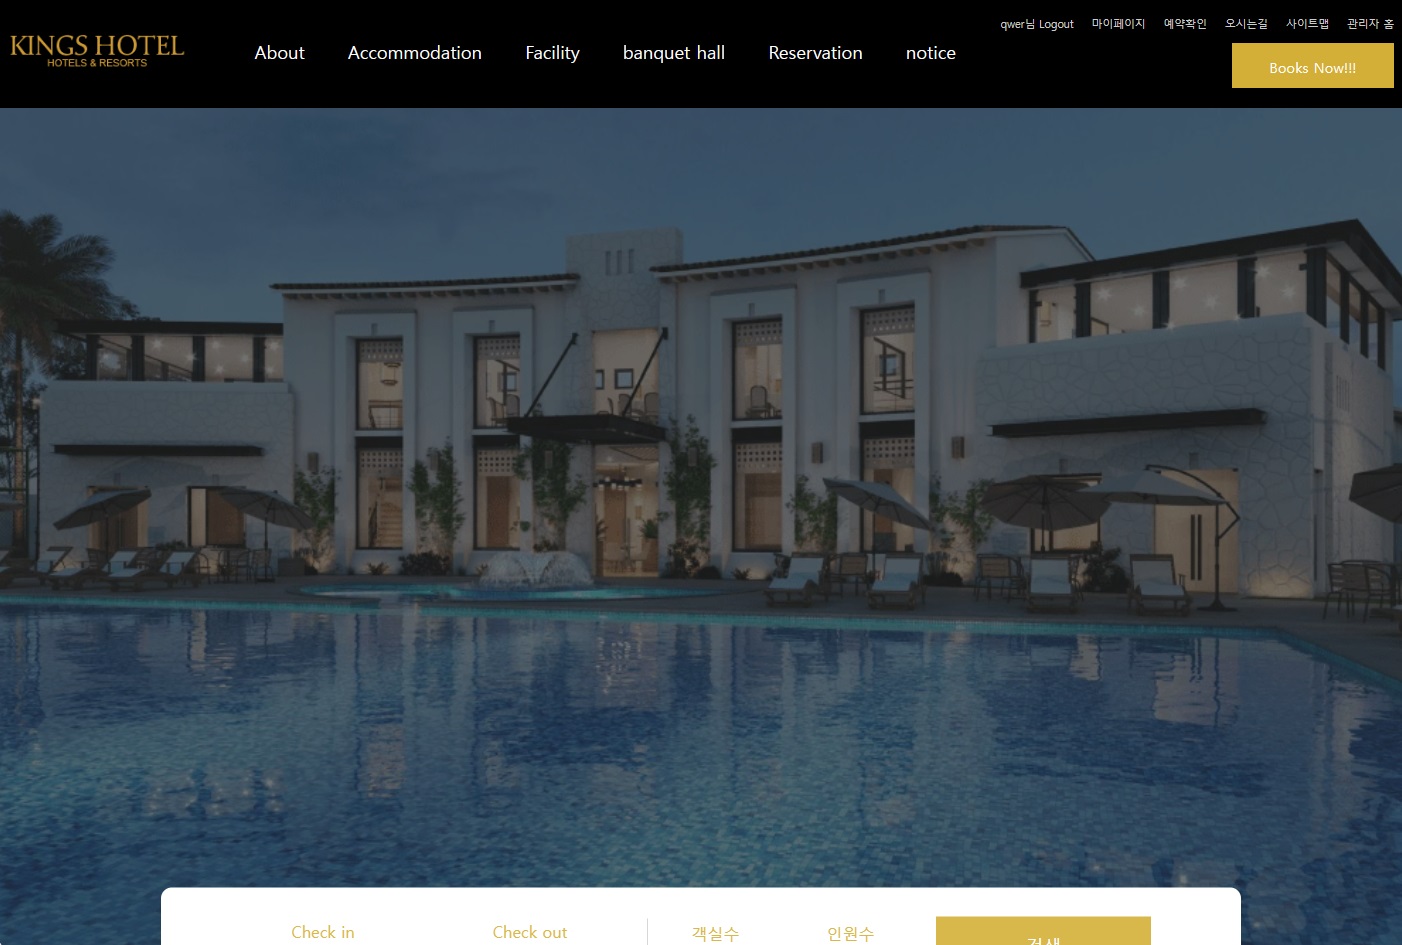 qwer님 Logout 마이페이지 예약확인 오시는길 사이트맵 관리자 홈
KINGS HOTEL
HOTELS & RESORTS
About Accommodation Facility banquet hall Reservation notice
Books Now!!!
Check in Check out 객실수 인원수 검색